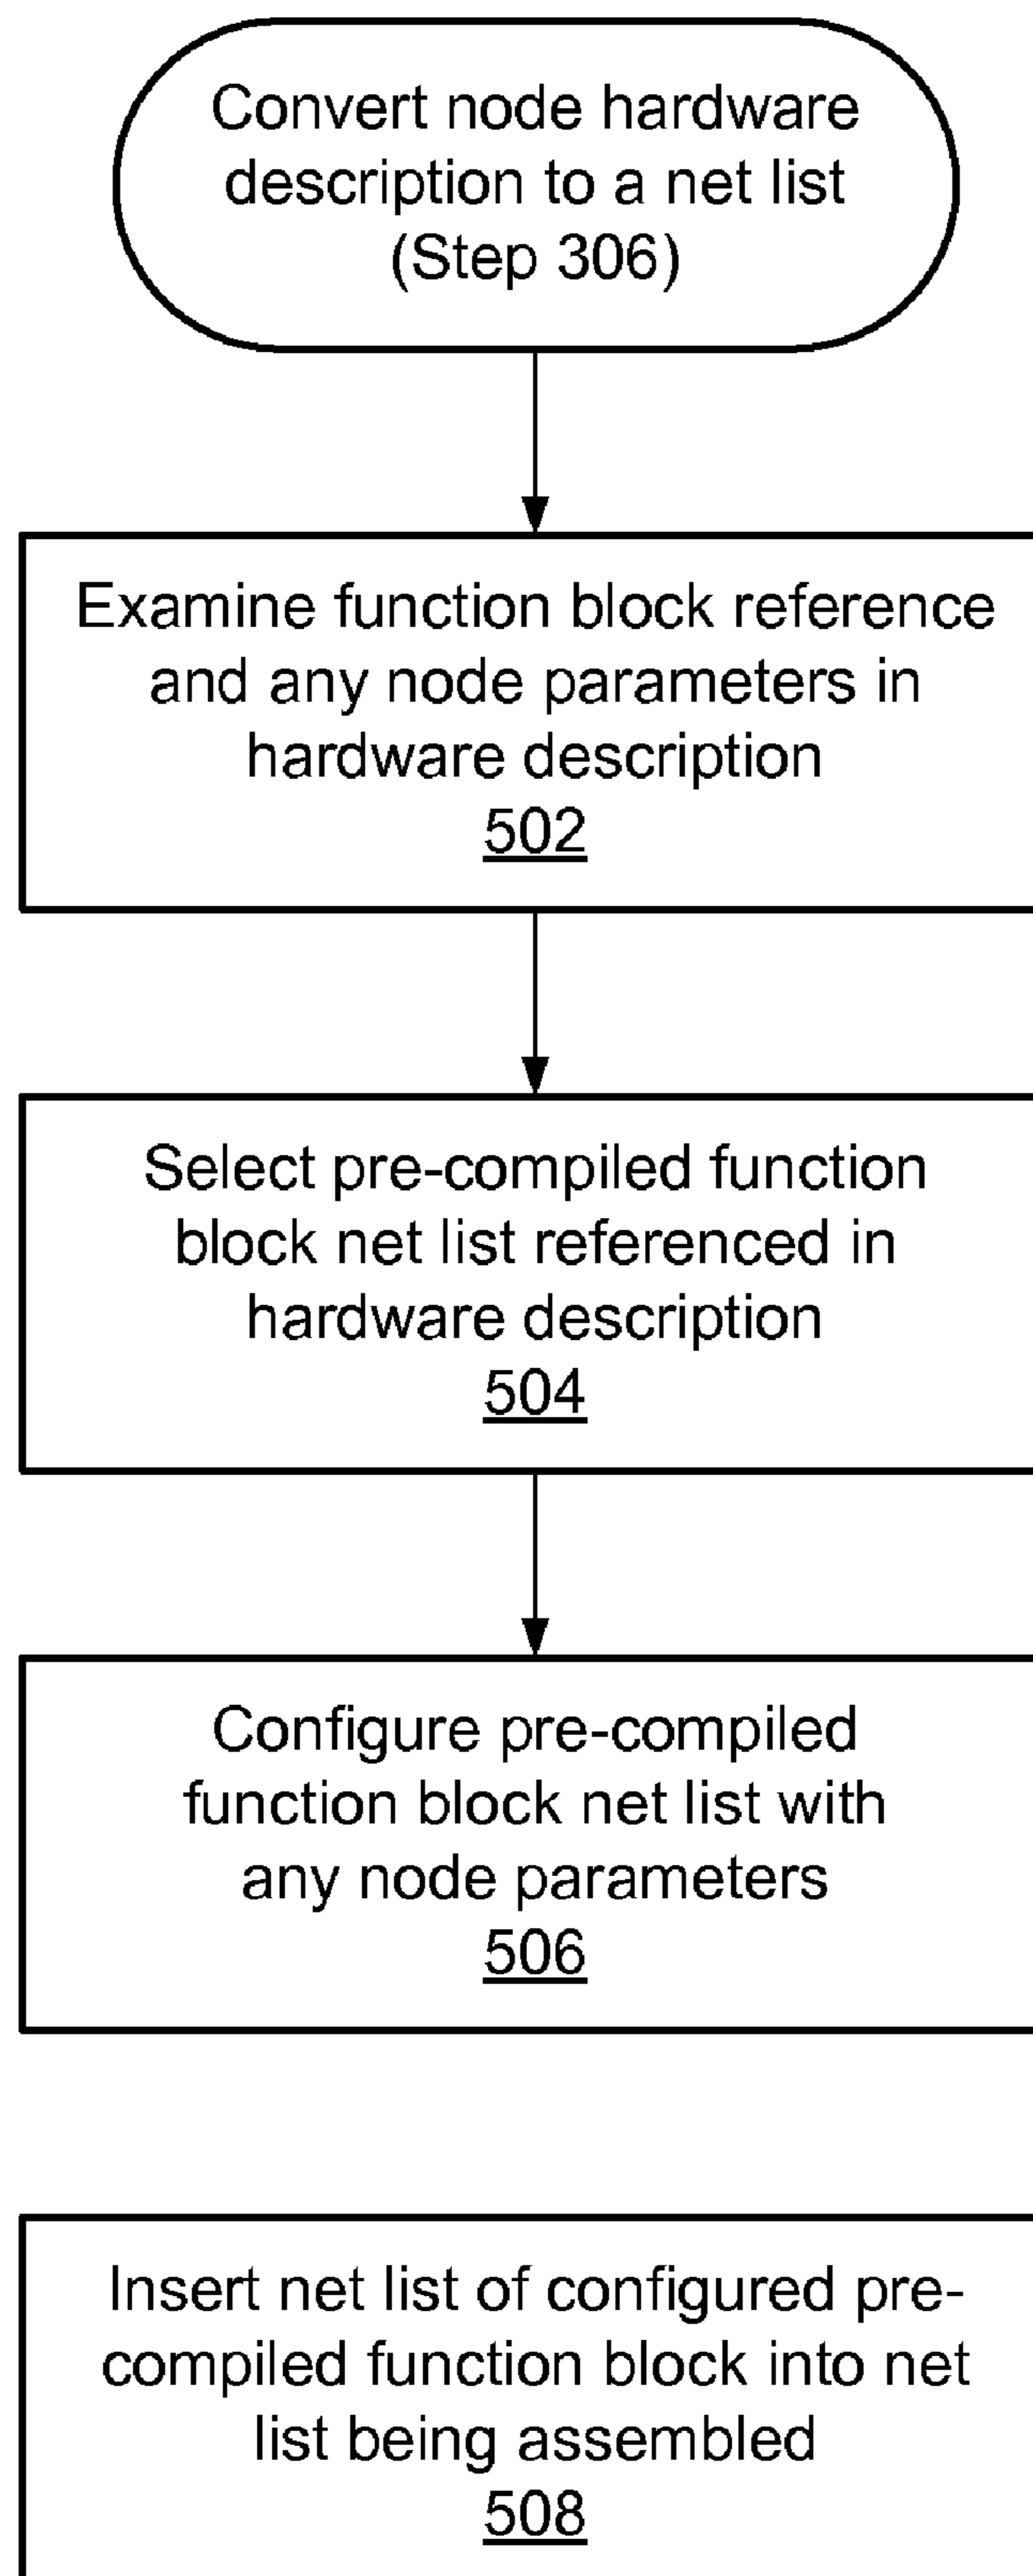 Convert node hardware
description to a net list
(Step 306)
Examine function block reference
and any node parameters in
hardware description
502
Select pre-compiled function
block net list referenced in
hardware description
504
Configure pre-compiled
function block net list with
any node parameters
506
Insert net list of configured pre-
compiled function block into net
list being assembled
508